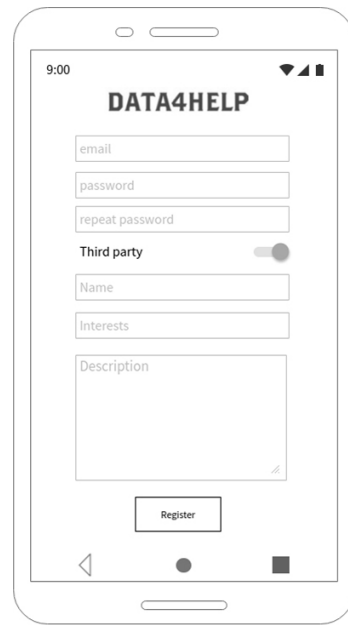 9:00
DATA4HELP
email
password
repeat password
Third party
Name
Interests
Description
Register